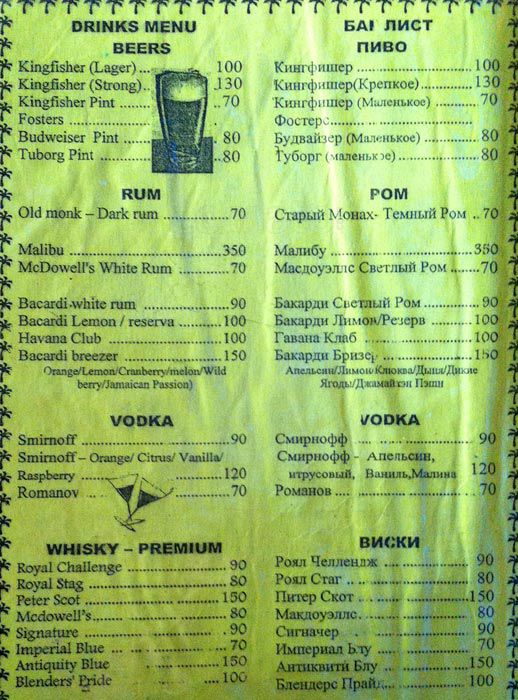 DRINKS MENU
BEERS
Kingfisher (Lager)... 100
Kingfisher (Strong).. 130
Kingfisher Pint ... 70
Fosters
Budweiser Pint ... 80
Tuborg Pint ... 80
RUM
Old monk – Dark rum ... 70
Malibu ... 350
McDowell's White Rum ... 70
Bacardi white rum ... 90
Bacardi Lemon / reserva ... 100
Havana Club ... 100
Bacardi breezer ... 150
Orange/Lemon/Cranberry/melon/Wild
berry/Jamaican Passion)
VODKA
Smirnoff ... 90
Smirnoff – Orange/ Citrus/ Vanilla/
Raspberry ... 120
Romanov ... 70
WHISKY – PREMIUM
Royal Challenge ... 90
Royal Stag ... 80
Peter Scot ... 150
Mcdowell's ... 80
Signature ... 90
Imperial Blue ... 70
Antiquity Blue ... 150
Blenders' Pride ... 100
БАГ ЛИСТ
ПИВО
Кингфишер ... 100
Кингфишер(Крепкое) ... 130
Кингфишер (Маленькое) ... 70
Фостерс ...
Будвайзер (Маленькое) ... 80
Туборг (маленькое) ... 80
РОМ
Старый Монах- Темный Ром .. 70
Малибу ... 350
Масдоуэллс Светлый Ром ... 70
Бакарди Светлый Ром ... 90
Бакарди Лимон/Резерв ... 100
Гавана Клаб ... 100
Бакарди Бризер ... 150
Апельсин/Лимон/Клюква/Дыня/Дикие
Ягоды/Джамайкэн Пэшн
VODKA
Смирнофф ... 90
Смирнофф - Апельсин,
итрусовый, Ваниль,Малина 120
Романов ... 70
ВИСКИ
Роял Челлендж ... 90
Роял Стаг ... 80
Питер Скот ... 150
Макдоуэллс ... 80
Сигначер ... 90
Империал Блу ... 70
Антиквити Блу ... 150
Блендерс Прайд ... 100